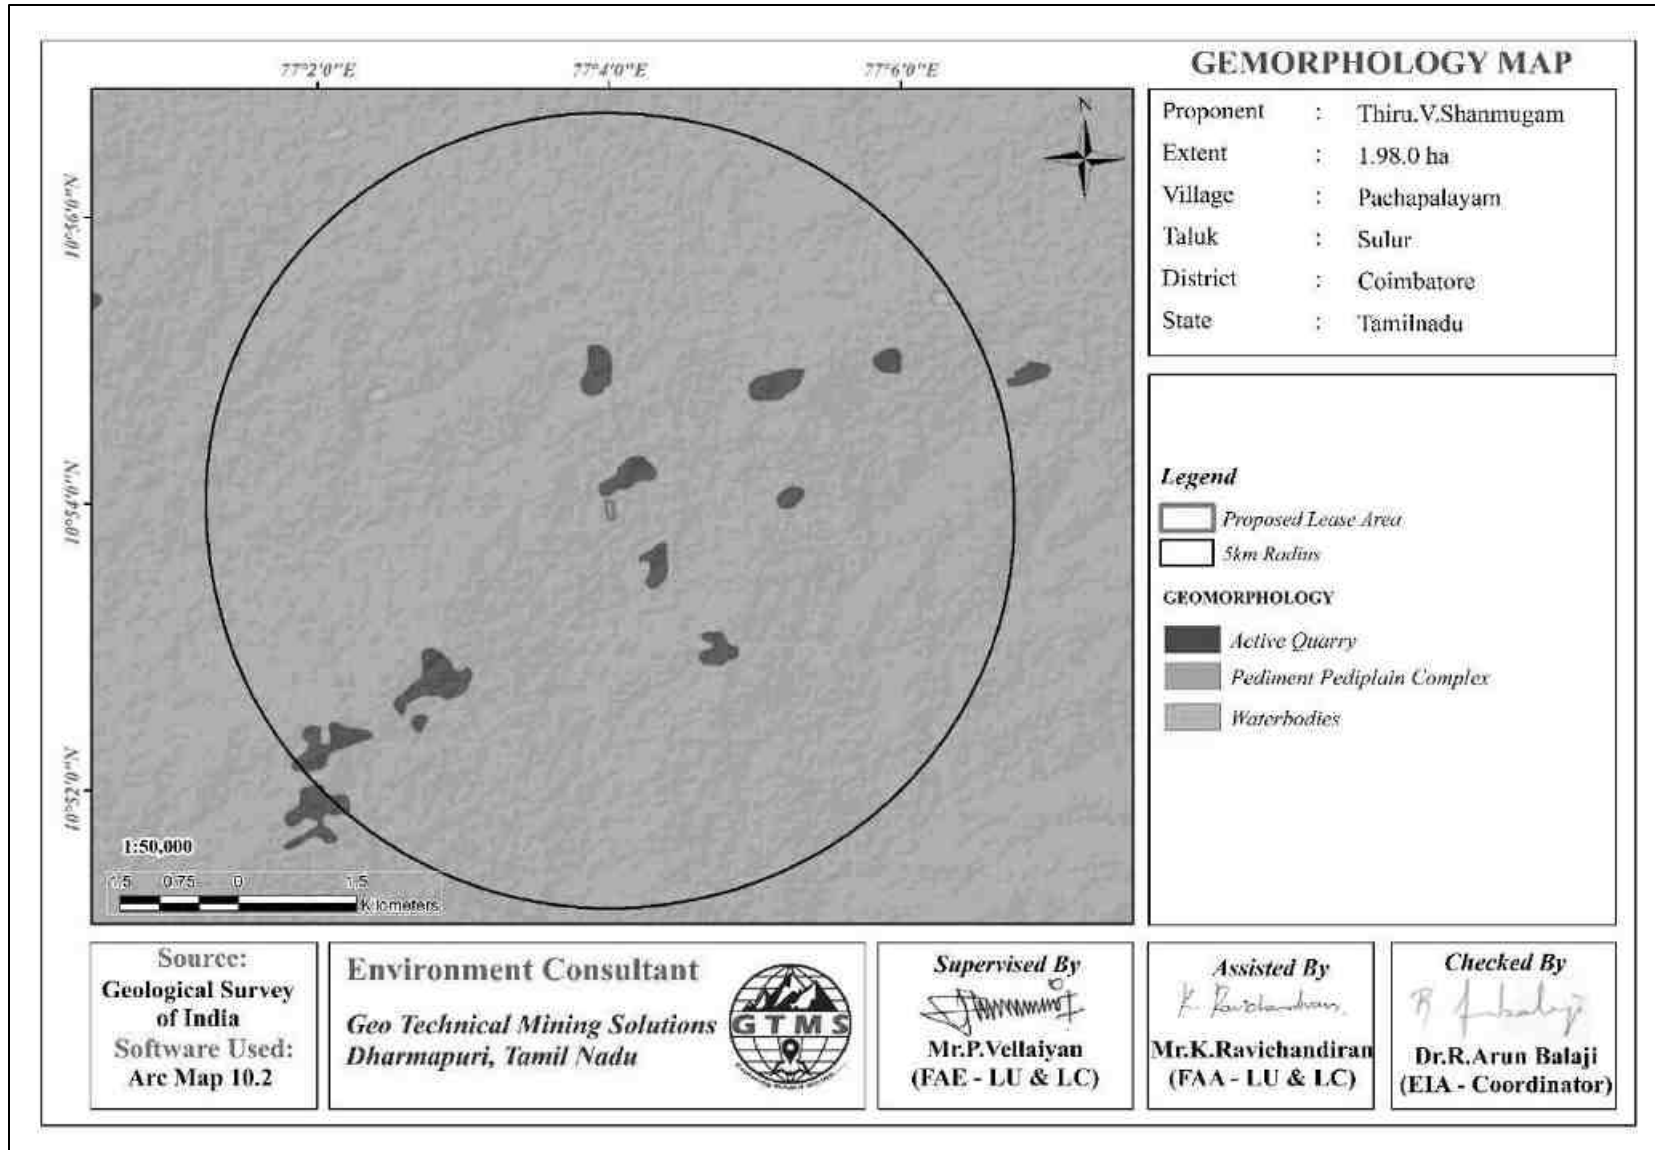 GEMORPHOLOGY MAP
77°2'0"E 77°4'0"E 77°6'0"E
N
10°56'0"N
10°54'0"N
10°52'0"N
Proponent : Thiru.V.Shanmugam
Extent : 1.98.0 ha
Village : Pachapalayam
Taluk : Sulur
District : Coimbatore
State : Tamilnadu
Legend
Proposed Lease Area
5km Radius
GEOMORPHOLOGY
Active Quarry
Pediment Pediplain Complex
Waterbodies
1:50,000
1.5 0.75 0 1.5
Kilometers
Source:
Geological Survey
of India
Software Used:
Arc Map 10.2
Environment Consultant
Geo Technical Mining Solutions
Dharmapuri, Tamil Nadu
GTMS
Supervised By
Mr.P.Vellaiyan
(FAE - LU & LC)
Assisted By
K. Ravichandran.
Mr.K.Ravichandiran
(FAA - LU & LC)
Checked By
Dr.R.Arun Balaji
(EIA - Coordinator)